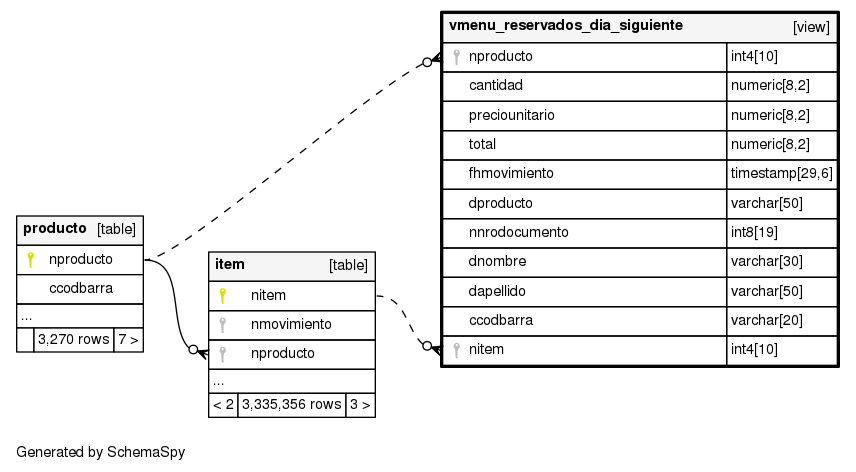 vmenu_reservados_dia_siguiente [view]
nproducto int4[10]
cantidad numeric[8,2]
preciounitario numeric[8,2]
total numeric[8,2]
fhmovimiento timestamp[29,6]
dproducto varchar[50]
nnrodocumento int8[19]
dnombre varchar[30]
dapellido varchar[50]
ccodbarra varchar[20]
nitem int4[10]
producto [table]
nproducto
ccodbarra
...
3,270 rows 7 >
item [table]
nitem
nmovimiento
nproducto
...
< 2 3,335,356 rows 3 >
Generated by SchemaSpy